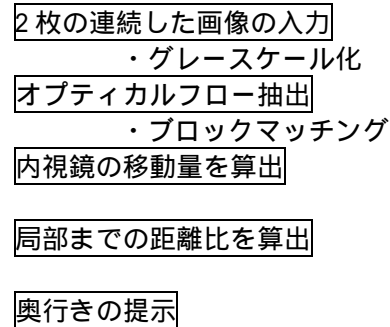 2枚の連続した画像の入力
・グレースケール化
オプティカルフロー抽出
・ブロックマッチング
内視鏡の移動量を算出
局部までの距離比を算出
奥行きの提示